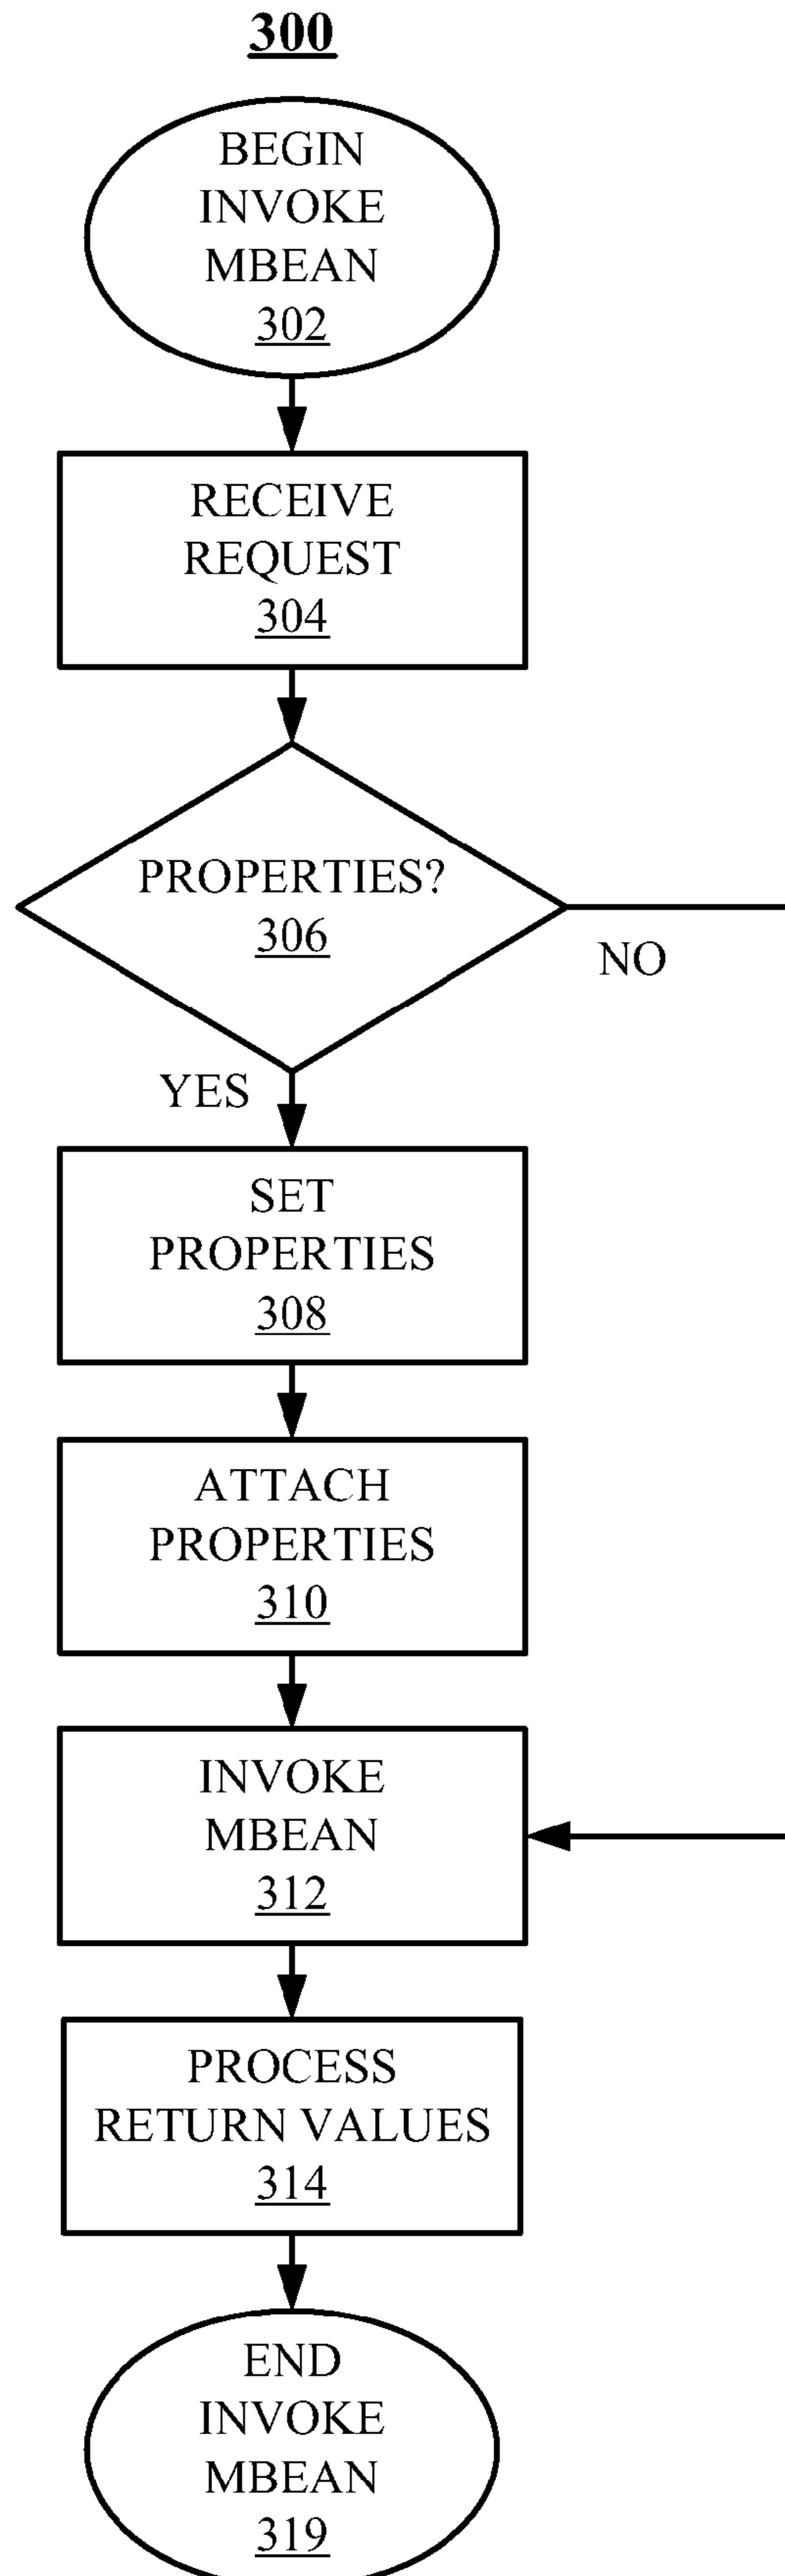 300
BEGIN
INVOKE
MBEAN
302
RECEIVE
REQUEST
304
PROPERTIES?
306
NO
YES
SET
PROPERTIES
308
ATTACH
PROPERTIES
310
INVOKE
MBEAN
312
PROCESS
RETURN VALUES
314
END
INVOKE
MBEAN
319